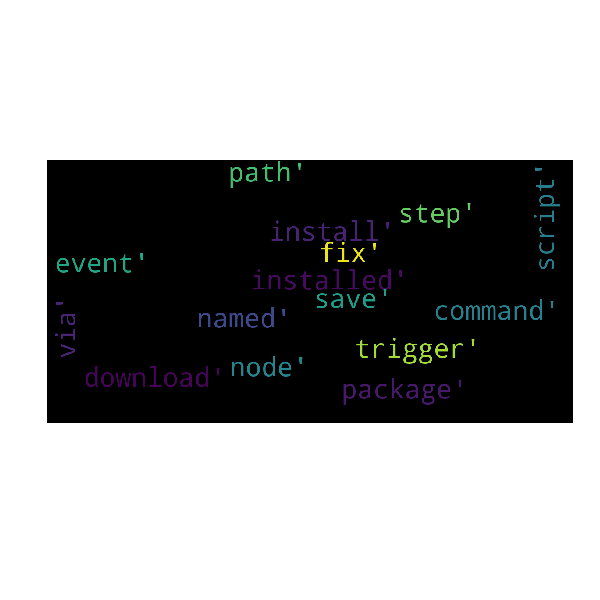 path'
script'
step'
install'
fix'
event'
installed'
save'
via'
named'
command'
trigger'
node'
download'
package'